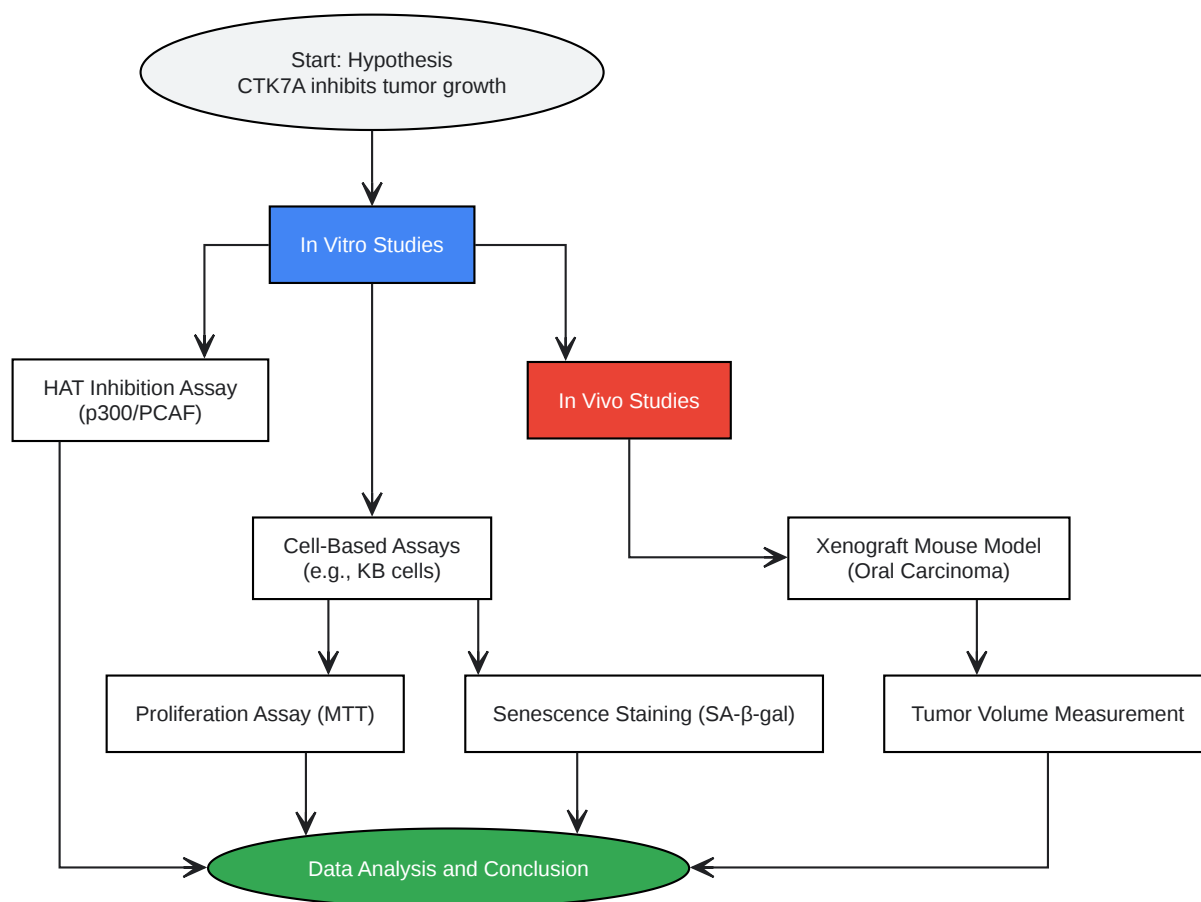 Start: Hypothesis
CTK7A inhibits tumor growth
In Vitro Studies
HAT Inhibition Assay
(p300/PCAF)
In Vivo Studies
Cell-Based Assays
(e.g., KB cells)
Xenograft Mouse Model
(Oral Carcinoma)
Proliferation Assay (MTT)
Senescence Staining (SA-β-gal)
Tumor Volume Measurement
Data Analysis and Conclusion